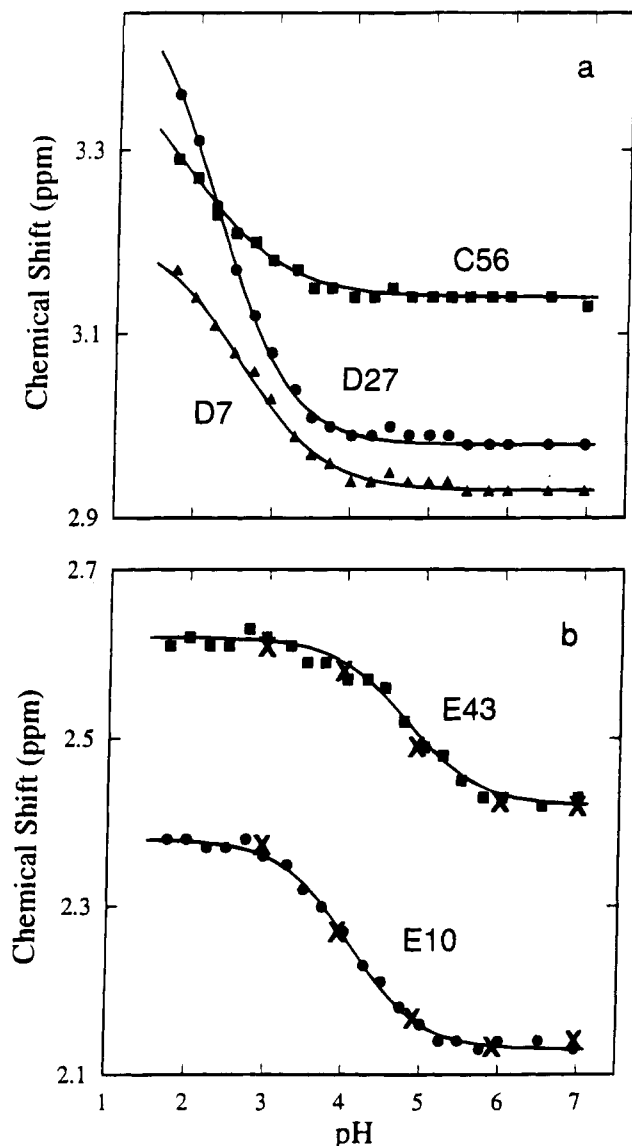 a
Chemical Shift (ppm)
3.3
3.1
2.9
C56
D27
D7
b
Chemical Shift (ppm)
2.7
2.5
2.3
2.1
E43
E10
1 2 3 4 5 6 7
pH